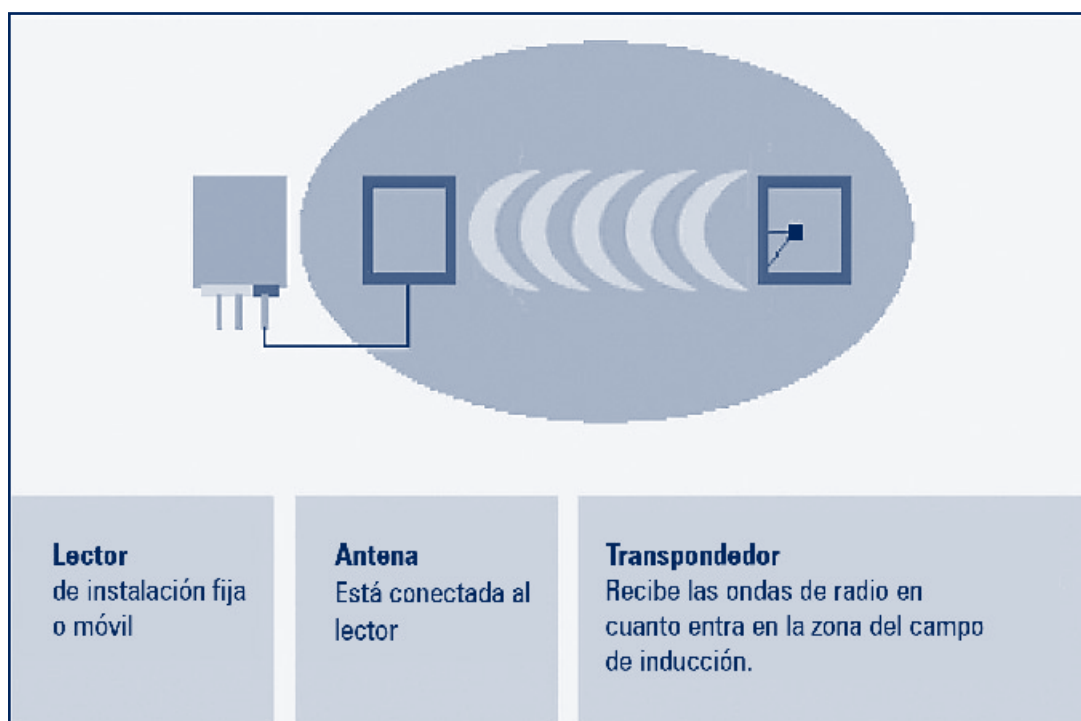 Lector
de instalación fija
o móvil
Antena
Está conectada al
lector
Transpondedor
Recibe las ondas de radio en
cuanto entra en la zona del campo
de inducción.